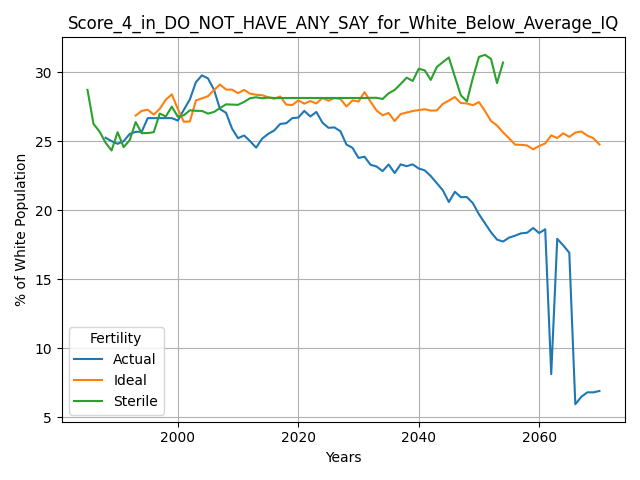 Score_4_in_DO_NOT_HAVE_ANY_SAY_for_White_Below_Average_IQ
% of White Population
30
25
20
15
10
5
Fertility
Actual
Ideal
Sterile
2000 2020 2040 2060
Years